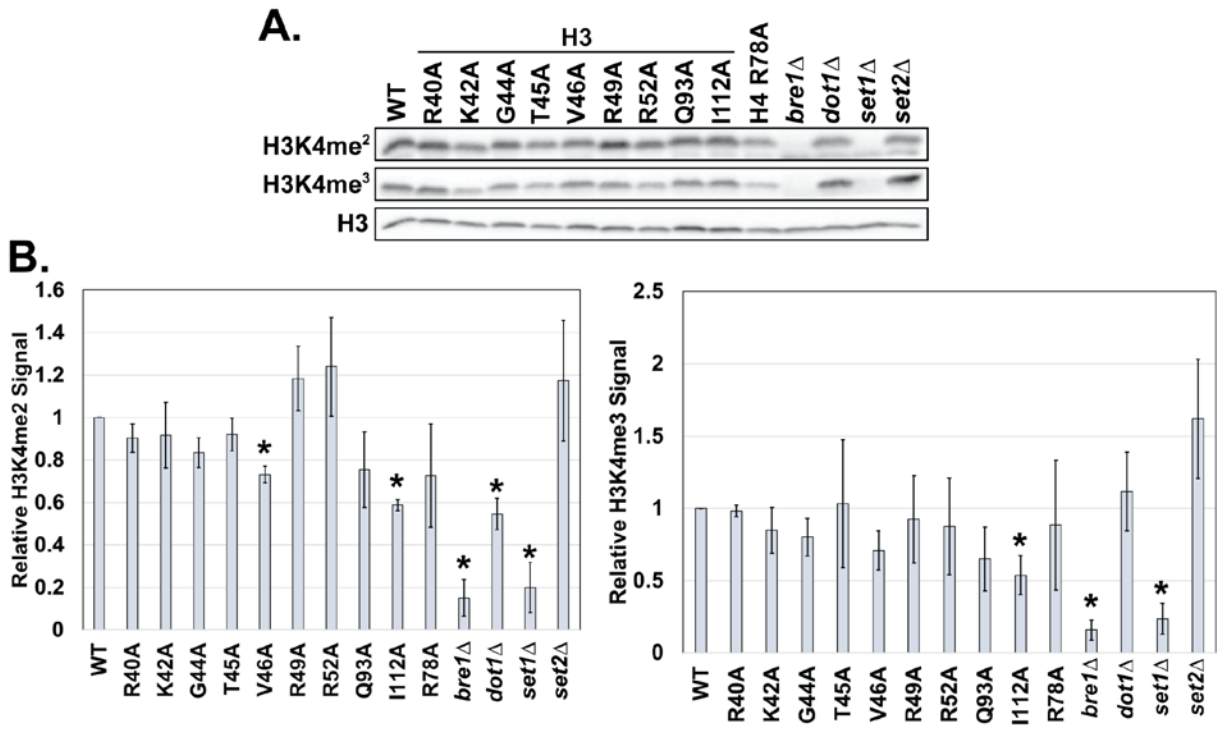 A.
H3
WT R40A K42A G44A T45A V46A R49A R52A Q93A I112A H4 R78A bre1Δ dot1Δ set1Δ set2Δ
H3K4me²
H3K4me³
H3
B.
Relative H3K4me2 Signal
1.6
1.4
1.2
1
0.8
0.6
0.4
0.2
0
* * * * *
WT R40A K42A G44A T45A V46A R49A R52A Q93A I112A R78A bre1Δ dot1Δ set1Δ set2Δ
Relative H3K4me3 Signal
2.5
2
1.5
1
0.5
0
* * *
WT R40A K42A G44A T45A V46A R49A R52A Q93A I112A R78A bre1Δ dot1Δ set1Δ set2Δ